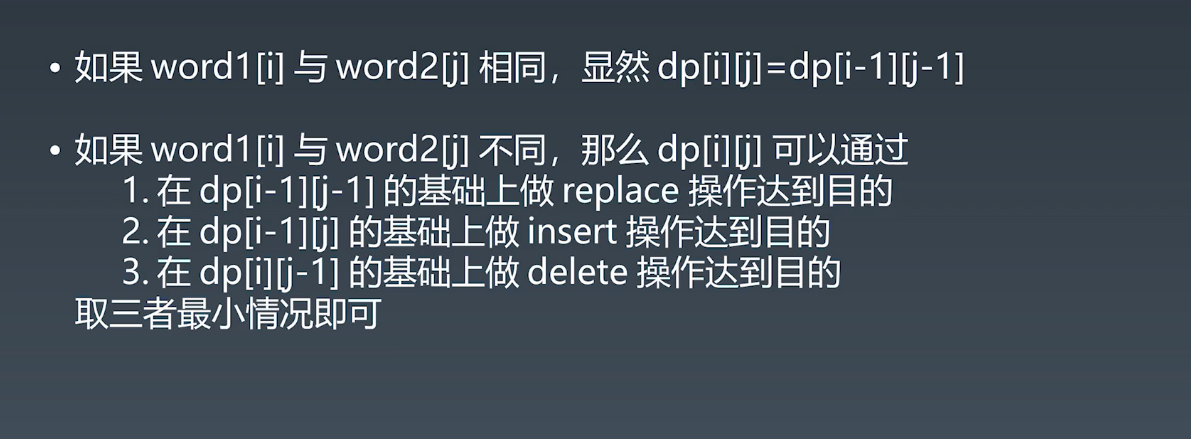 • 如果 word1[i] 与 word2[j] 相同，显然 dp[i][j]=dp[i-1][j-1]
• 如果 word1[i] 与 word2[j] 不同，那么 dp[i][j] 可以通过
1. 在 dp[i-1][j-1] 的基础上做 replace 操作达到目的
2. 在 dp[i-1][j] 的基础上做 insert 操作达到目的
3. 在 dp[i][j-1] 的基础上做 delete 操作达到目的
取三者最小情况即可